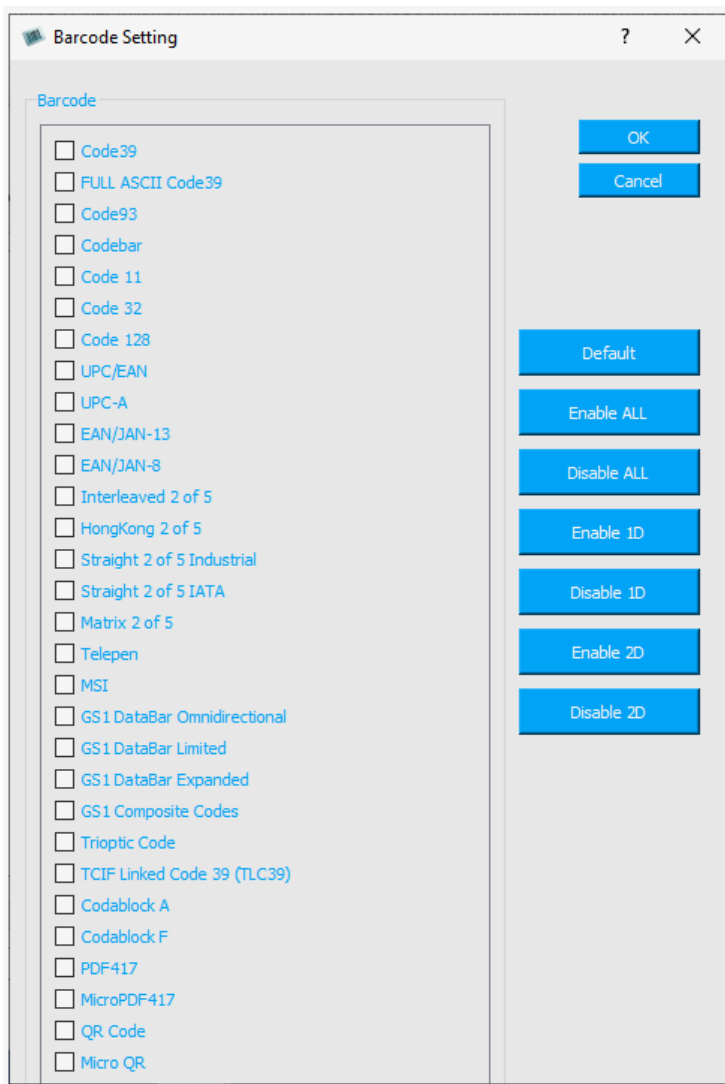 Barcode Setting
?
Barcode
Code39
FULL ASCII Code39
Code93
Codebar
Code 11
Code 32
Code 128
UPC/EAN
UPC-A
EAN/JAN-13
EAN/JAN-8
Interleaved 2 of 5
HongKong 2 of 5
Straight 2 of 5 Industrial
Straight 2 of 5 IATA
Matrix 2 of 5
Telepen
MSI
GS1 DataBar Omnidirectional
GS1 DataBar Limited
GS1 DataBar Expanded
GS1 Composite Codes
Trioptic Code
TCIF Linked Code 39 (TLC39)
Codablock A
Codablock F
PDF417
MicroPDF417
QR Code
Micro QR
OK
Cancel
Default
Enable ALL
Disable ALL
Enable 1D
Disable 1D
Enable 2D
Disable 2D